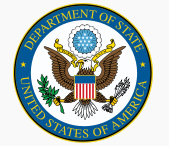 DEPARTMENT OF STATE
UNITED STATES OF AMERICA